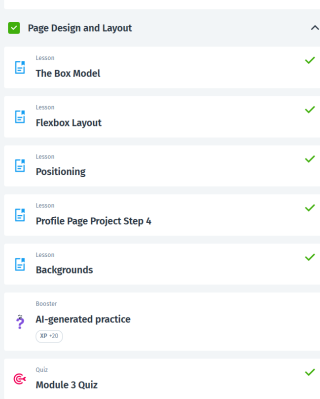 Page Design and Layout
Lesson
The Box Model
Lesson
Flexbox Layout
Lesson
Positioning
Lesson
Profile Page Project Step 4
Lesson
Backgrounds
Booster
AI-generated practice
XP +20
Quiz
Module 3 Quiz